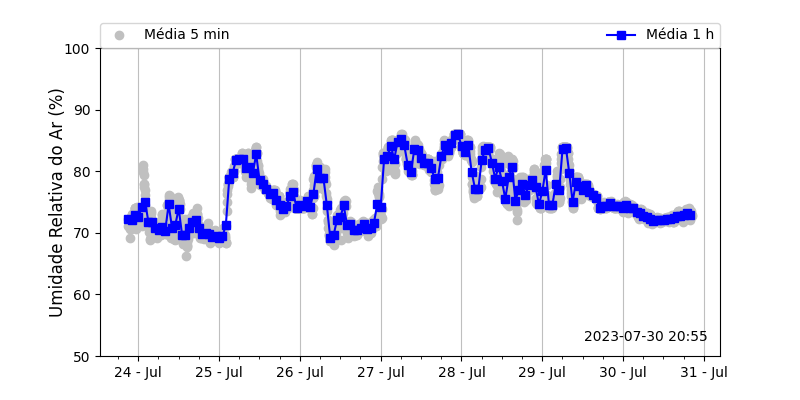 Média 5 min
Média 1 h
100
90
80
70
60
50
Umidade Relativa do Ar (%)
2023-07-30 20:55
24 - Jul
25 - Jul
26 - Jul
27 - Jul
28 - Jul
29 - Jul
30 - Jul
31 - Jul